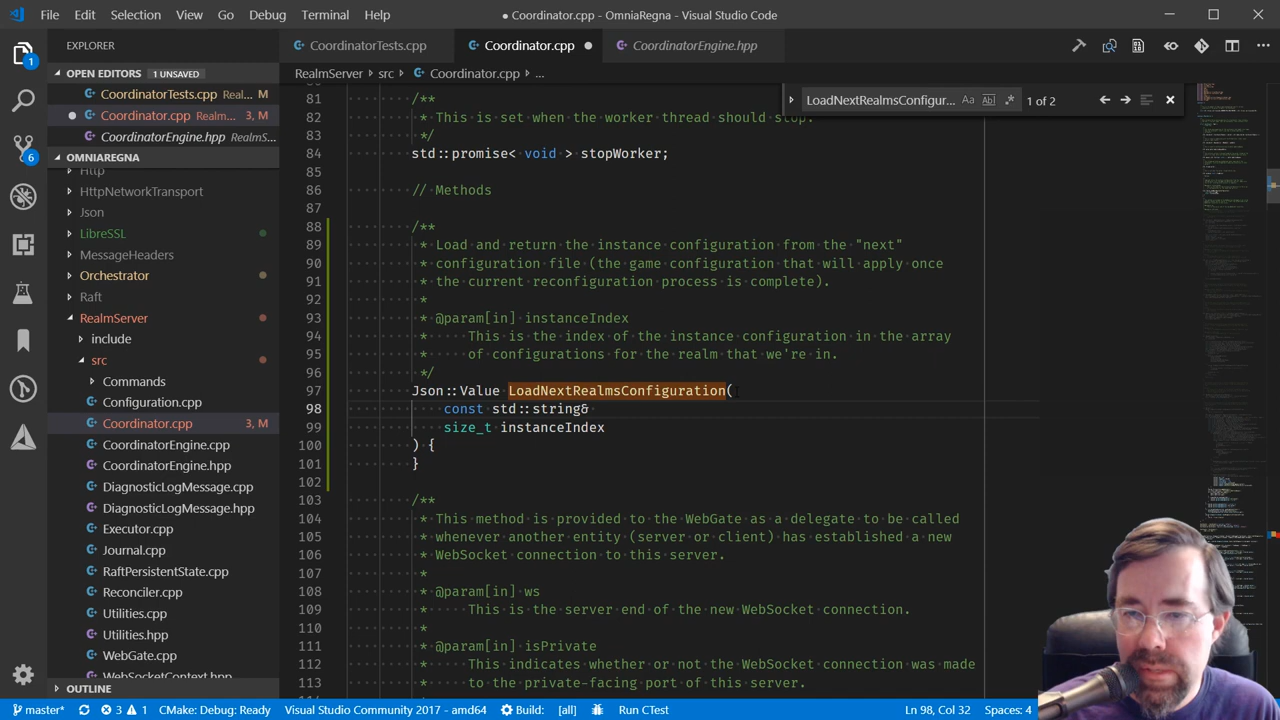 File Edit Selection View Go Debug Terminal Help
● Coordinator.cpp - OmniaRegna - Visual Studio Code
EXPLORER
OPEN EDITORS 1 UNSAVED
CoordinatorTests.cpp Real... M
Coordinator.cpp Realm... 3, M
CoordinatorEngine.hpp RealmS...
OMNIAREGNA
Http
HttpNetworkTransport
Json
LibreSSL
MessageHeaders
Orchestrator
Raft
RealmServer
include
src
Commands
Configuration.cpp
Coordinator.cpp 3, M
CoordinatorEngine.cpp
CoordinatorEngine.hpp
DiagnosticLogMessage.cpp
DiagnosticLogMessage.hpp
Executor.cpp
Journal.cpp
RaftPersistentState.cpp
Reconciler.cpp
Utilities.cpp
Utilities.hpp
WebGate.cpp
WebSocketContext.hpp
OUTLINE
1
6
CoordinatorTests.cpp Coordinator.cpp ● CoordinatorEngine.hpp
RealmServer › src › Coordinator.cpp › ...
LoadNextRealmsConfigur... Aa Abl .* 1 of 2
81 /**
82 * This is set when the worker thread should stop.
83 */
84 std::promise< void > stopWorker;
85
86 // Methods
87
88 /**
89 * Load and return the instance configuration from the "next"
90 * configuration file (the game configuration that will apply once
91 * the current reconfiguration process is complete).
92 *
93 * @param[in] instanceIndex
94 * This is the index of the instance configuration in the array
95 * of configurations for the realm that we're in.
96 */
97 Json::Value LoadNextRealmsConfiguration(
98 const std::string&
99 size_t instanceIndex
100 ) {
101 }
102
103 /**
104 * This method is provided to the WebGate as a delegate to be called
105 * whenever another entity (server or client) has established a new
106 * WebSocket connection to this server.
107 *
108 * @param[in] ws
109 * This is the server end of the new WebSocket connection.
110 *
111 * @param[in] isPrivate
112 * This indicates whether or not the WebSocket connection was made
113 * to the private-facing port of this server.
master* 3 1 CMake: Debug: Ready Visual Studio Community 2017 - amd64 Build: [all] Run CTest Ln 98, Col 32 Spaces: 4